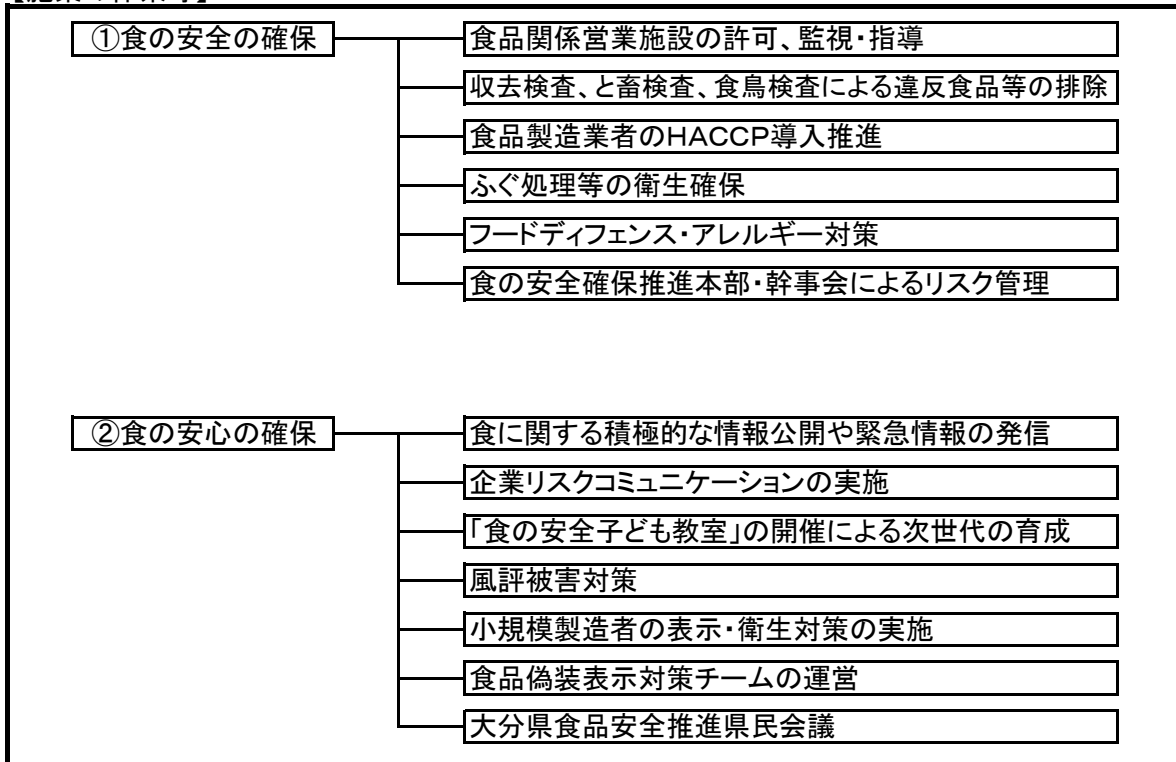 ①食の安全の確保
食品関係営業施設の許可、監視・指導
収去検査、と畜検査、食鳥検査による違反食品等の排除
食品製造業者のHACCP導入推進
ふぐ処理等の衛生確保
フードディフェンス・アレルギー対策
食の安全確保推進本部・幹事会によるリスク管理
②食の安心の確保
食に関する積極的な情報公開や緊急情報の発信
企業リスクコミュニケーションの実施
「食の安全子ども教室」の開催による次世代の育成
風評被害対策
小規模製造者の表示・衛生対策の実施
食品偽装表示対策チームの運営
大分県食品安全推進県民会議